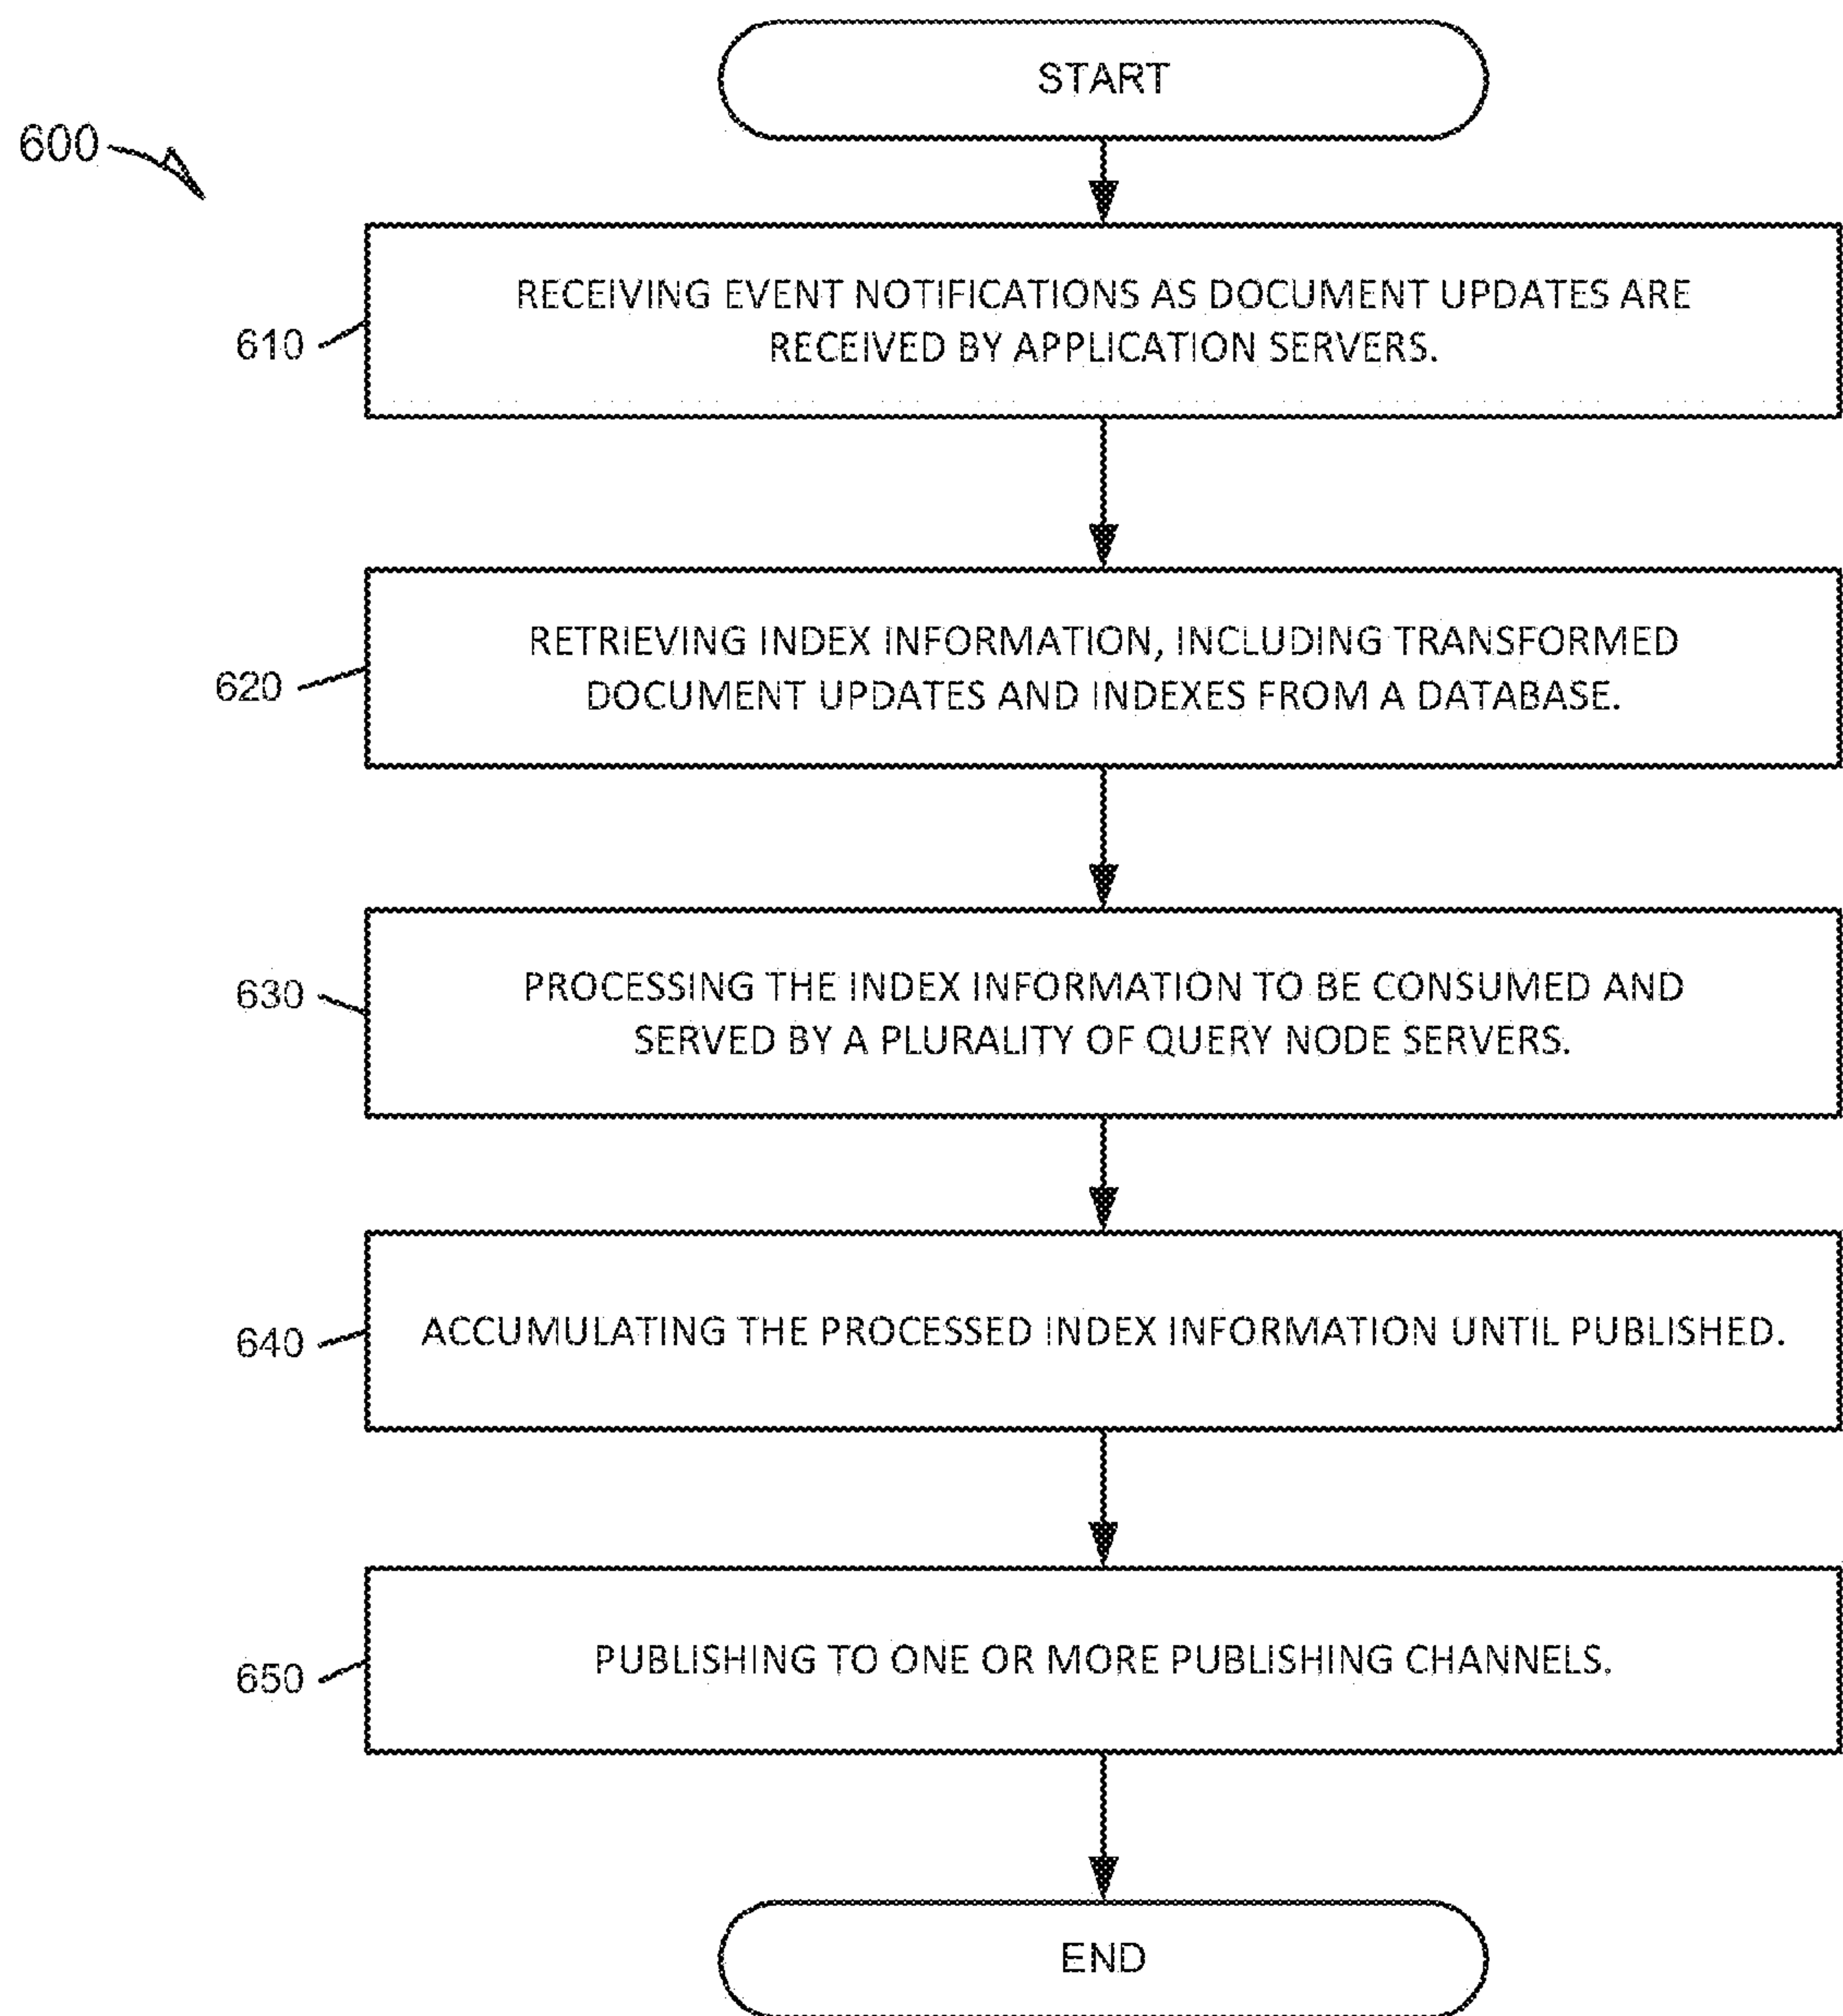 START
600
RECEIVING EVENT NOTIFICATIONS AS DOCUMENT UPDATES ARE
RECEIVED BY APPLICATION SERVERS.
610
RETRIEVING INDEX INFORMATION, INCLUDING TRANSFORMED
DOCUMENT UPDATES AND INDEXES FROM A DATABASE.
620
PROCESSING THE INDEX INFORMATION TO BE CONSUMED AND
SERVED BY A PLURALITY OF QUERY NODE SERVERS.
630
ACCUMULATING THE PROCESSED INDEX INFORMATION UNTIL PUBLISHED.
640
PUBLISHING TO ONE OR MORE PUBLISHING CHANNELS.
650
END